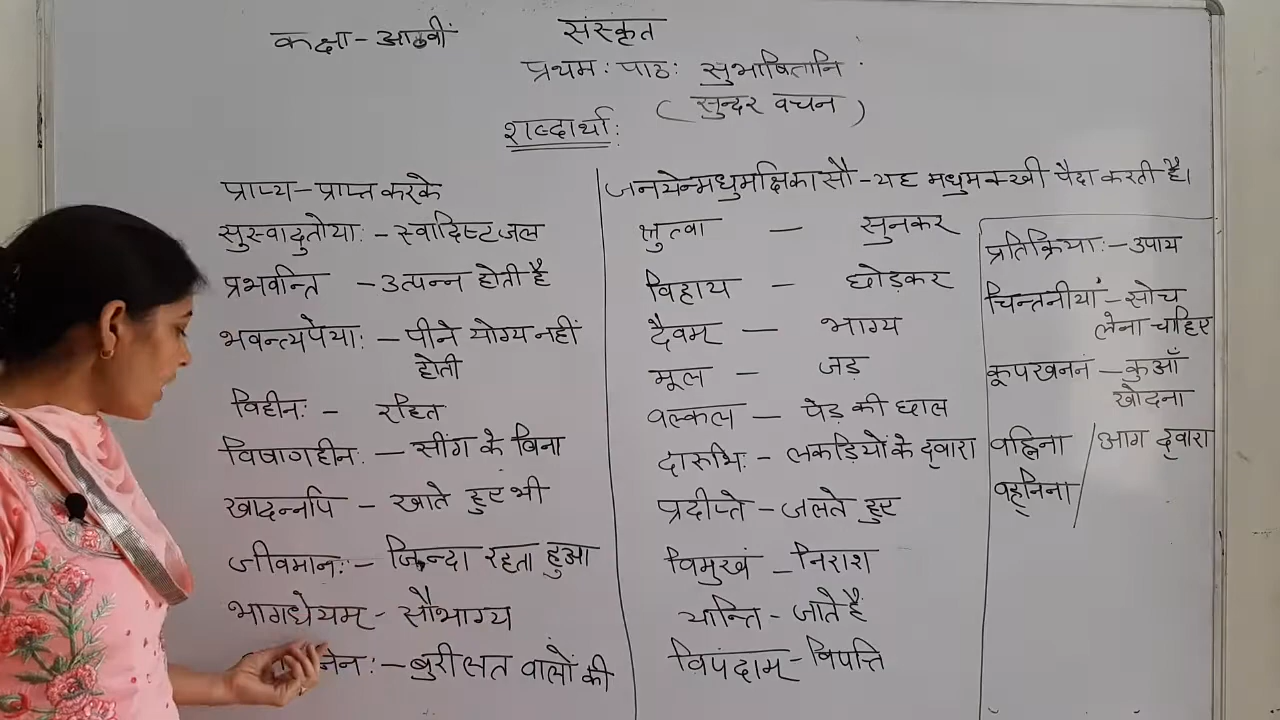 कक्षा - आठवीं संस्कृत
प्रथमः पाठः सुभाषितानि
( सुन्दर वचन )
शब्दार्थाः
प्राप्य - प्राप्त करके
सुस्वादुतोयाः - स्वादिष्ट जल
प्रभवन्ति - उत्पन्न होती है
भवन्त्यपेयाः - पीने योग्य नहीं
होती
विहीनः - रहित
विषाणहीनः - सींग के बिना
खादन्नपि - खाते हुए भी
जीवमानः - जिन्दा रहता हुआ
भागधेयम् - सौभाग्य
नेनः - बुरी लत वालों की
जनयेन्मधुमक्षिकासौ - यह मधुमक्खी पैदा करती है।
श्रुत्वा - सुनकर
विहाय - छोड़कर
दैवम् - भाग्य
मूल - जड़
वल्कल - पेड़ की छाल
दारुभिः - लकड़ियों के द्वारा
प्रदीप्ते - जलते हुए
विमुखं - निराश
यान्ति - जाते है
विपंदाम् - विपत्ति
प्रतिक्रियाः - उपाय
चिन्तनीयां - सोच
लेना चहिए
कूपखननं - कुआँ
खोदना
वह्निना / आग द्वारा
वह्निना